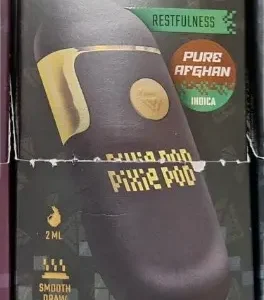 RESTFULNESS
PURE
AFGHAN
INDICA
PIXIE POD
PIXIE POD
2 ML
SMOOTH
DRAW